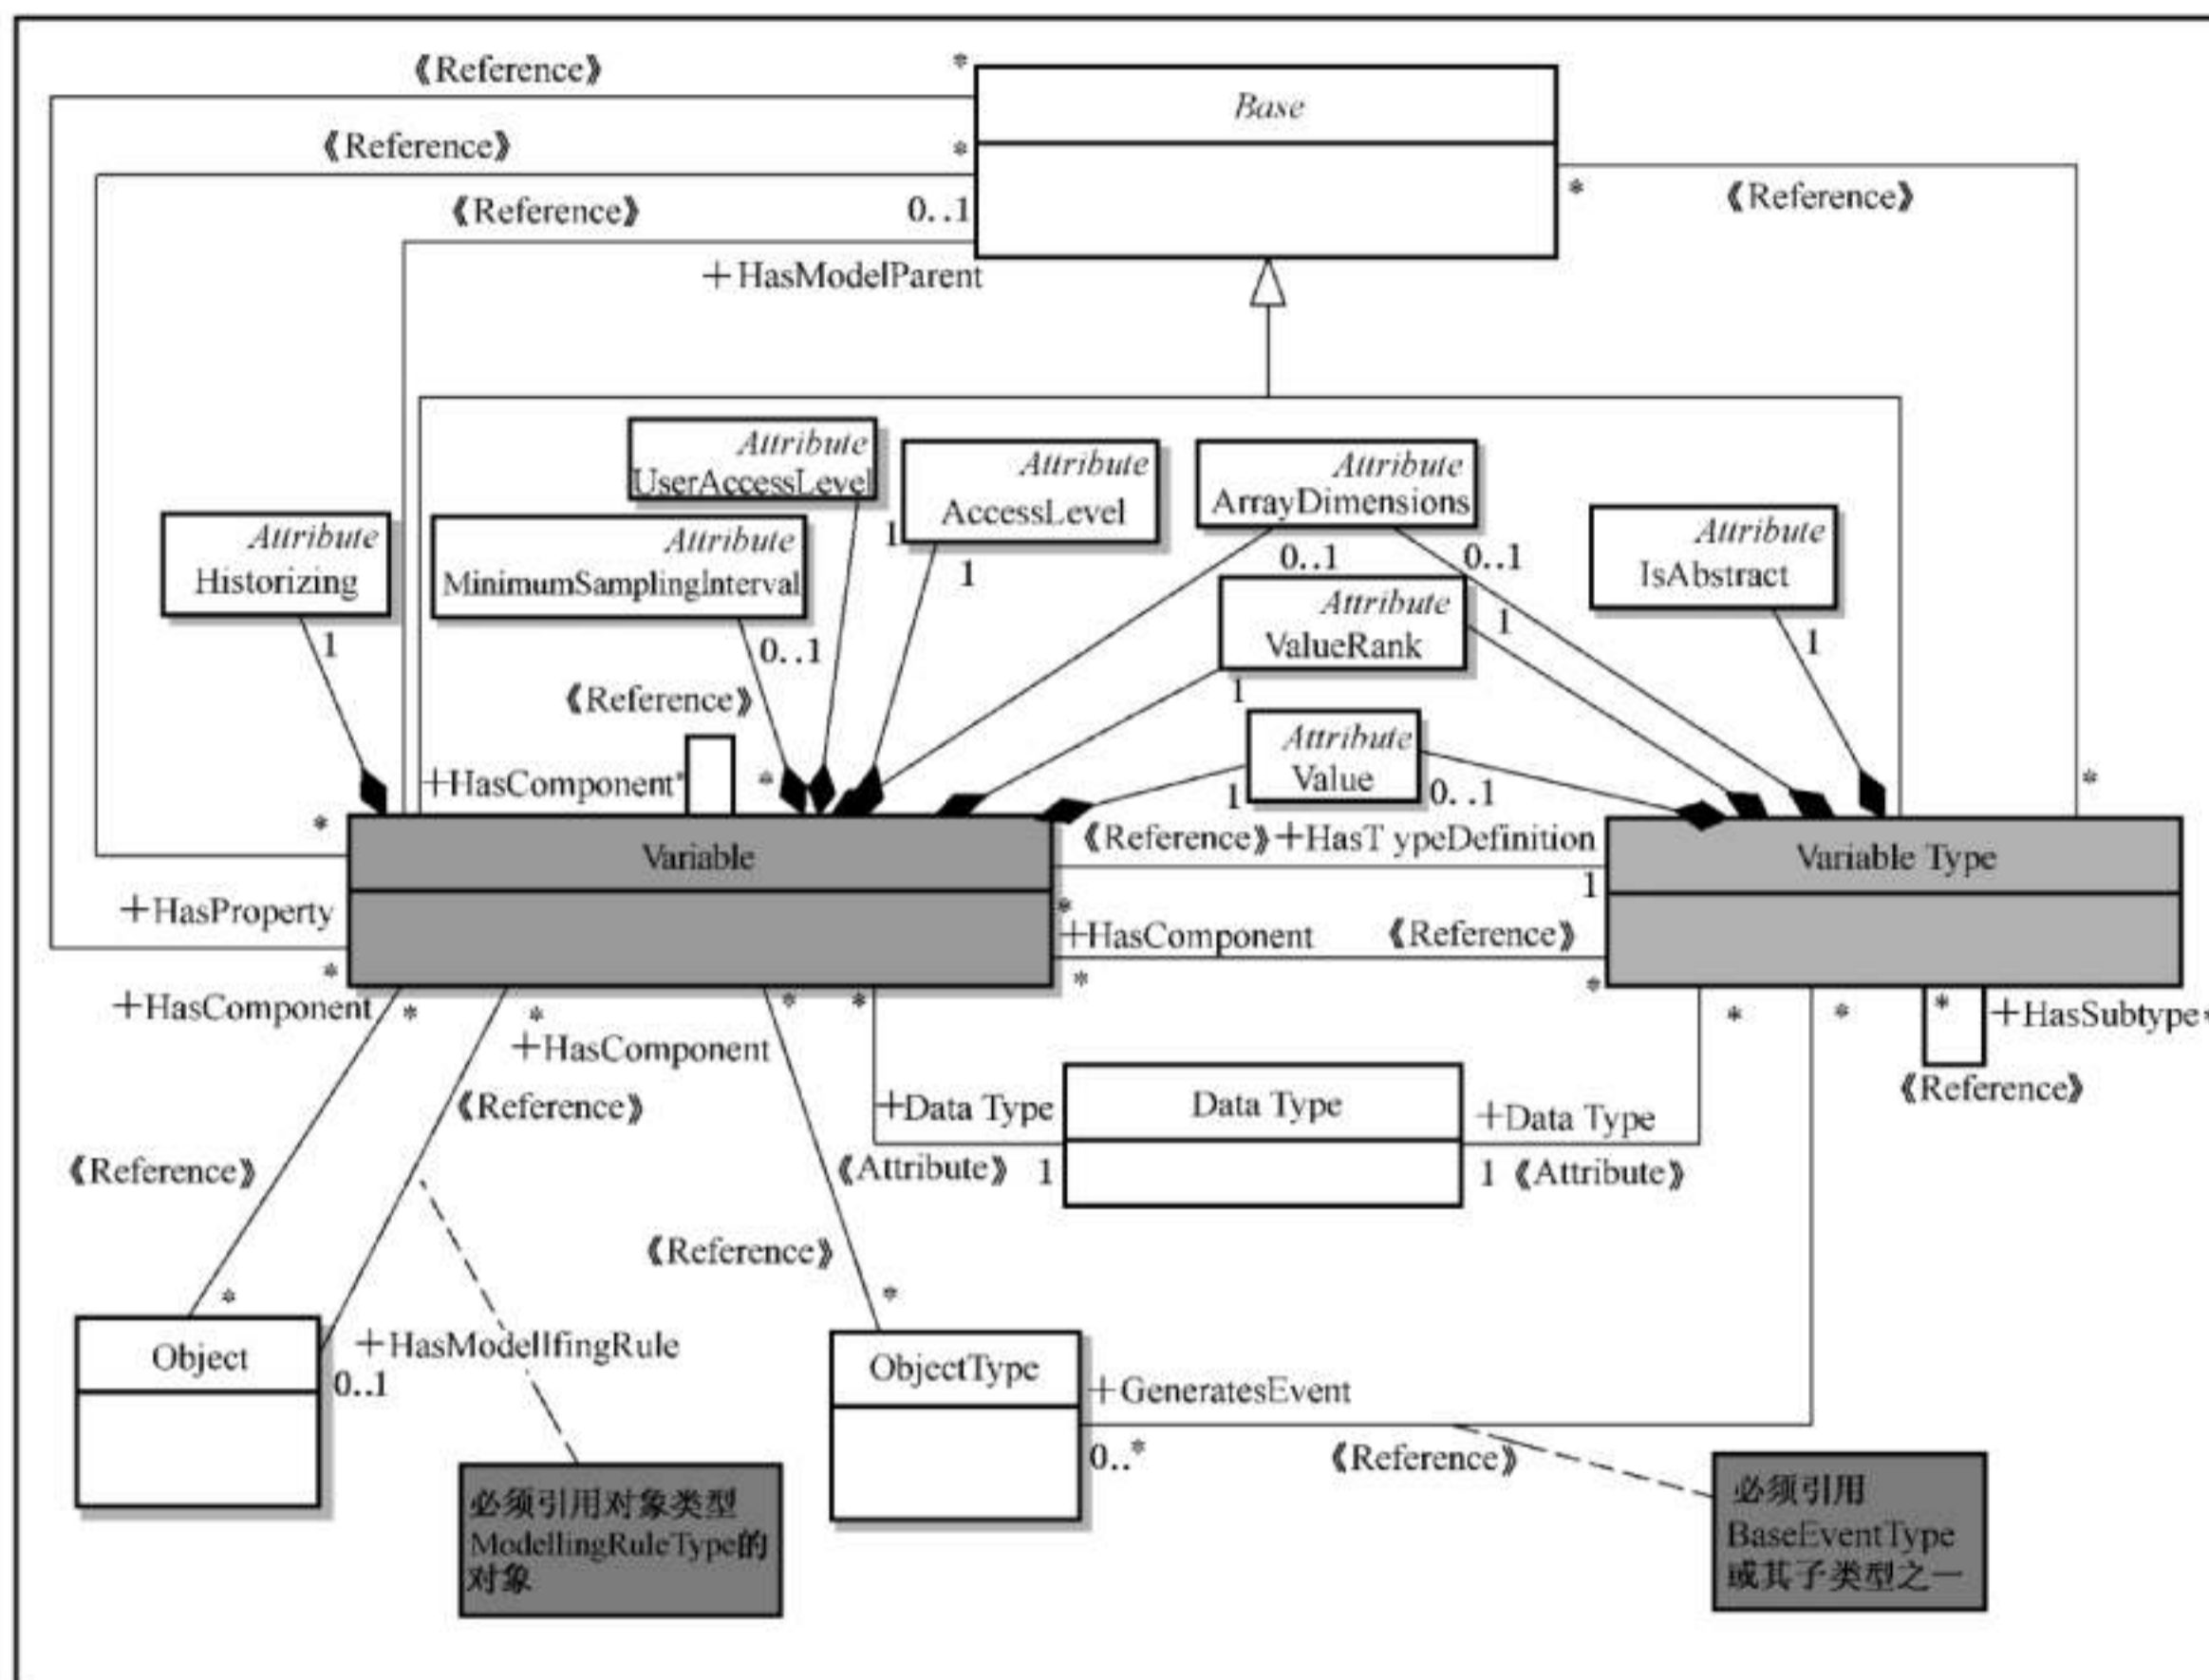 《Reference》 *
Base
《Reference》 *
《Reference》 0..1
* 《Reference》
+HasModelParent
Attribute
UserAccessLevel
Attribute
AccessLevel
Attribute
ArrayDimensions
Attribute
Historizing
Attribute
MinimumSamplingInterval
Attribute
IsAbstract
1
1
0..1
0..1
Attribute
ValueRank
1
1
0..1
1
1
《Reference》
Attribute
Value
+HasComponent*
*
1
0..1
*
*
《Reference》+HasT ypeDefinition
Variable
Variable Type
1
+HasProperty
*
+HasComponent
《Reference》
*
+HasComponent
*
*
*
*
*
*
*
*
*
+HasSubtype*
+HasComponent
《Reference》
《Reference》
+Data Type
Data Type
+Data Type
《Reference》
《Attribute》 1
1 《Attribute》
《Reference》
*
*
Object
+HasModelIfingRule
0..1
ObjectType
+GeneratesEvent
0..*
《Reference》
必须引用对象类型
ModellingRuleType的
对象
必须引用
BaseEventType
或其子类型之一